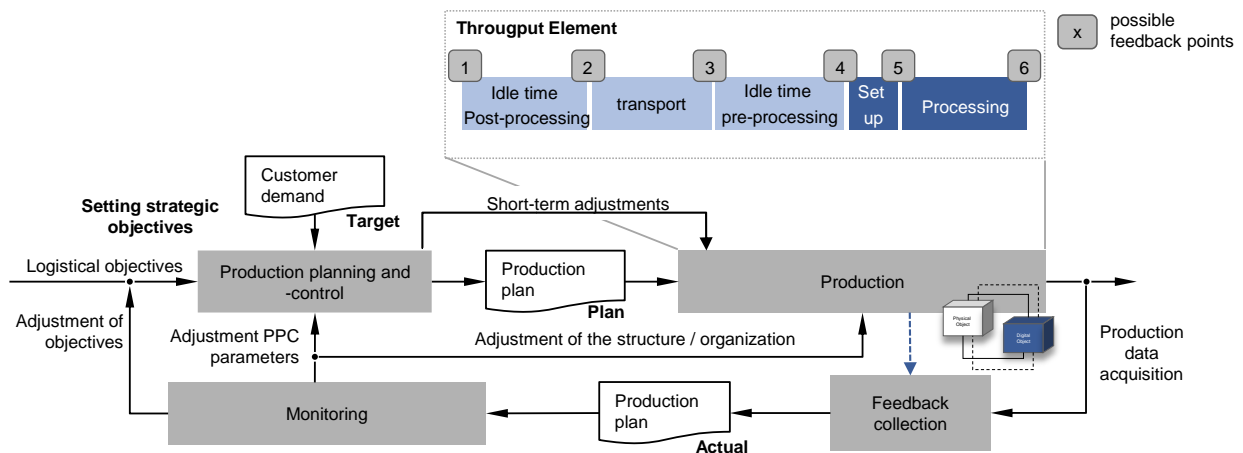 Througput Element
x
possible
feedback points
1
2
3
4
5
6
Idle time
Post-processing
transport
Idle time
pre-processing
Set
up
Processing
Customer
demand
Target
Setting strategic
objectives
Short-term adjustments
Logistical objectives
Production planning and
-control
Production
plan
Plan
Production
Physical
Object
Digital
Object
Adjustment of
objectives
Adjustment PPC
parameters
Adjustment of the structure / organization
Production
data
acquisition
Monitoring
Production
plan
Actual
Feedback
collection